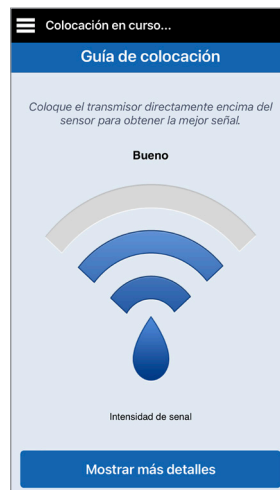 Colocación en curso...
Guía de colocación
Coloque el transmisor directamente encima del
sensor para obtener la mejor señal.
Bueno
Intensidad de senal
Mostrar más detalles